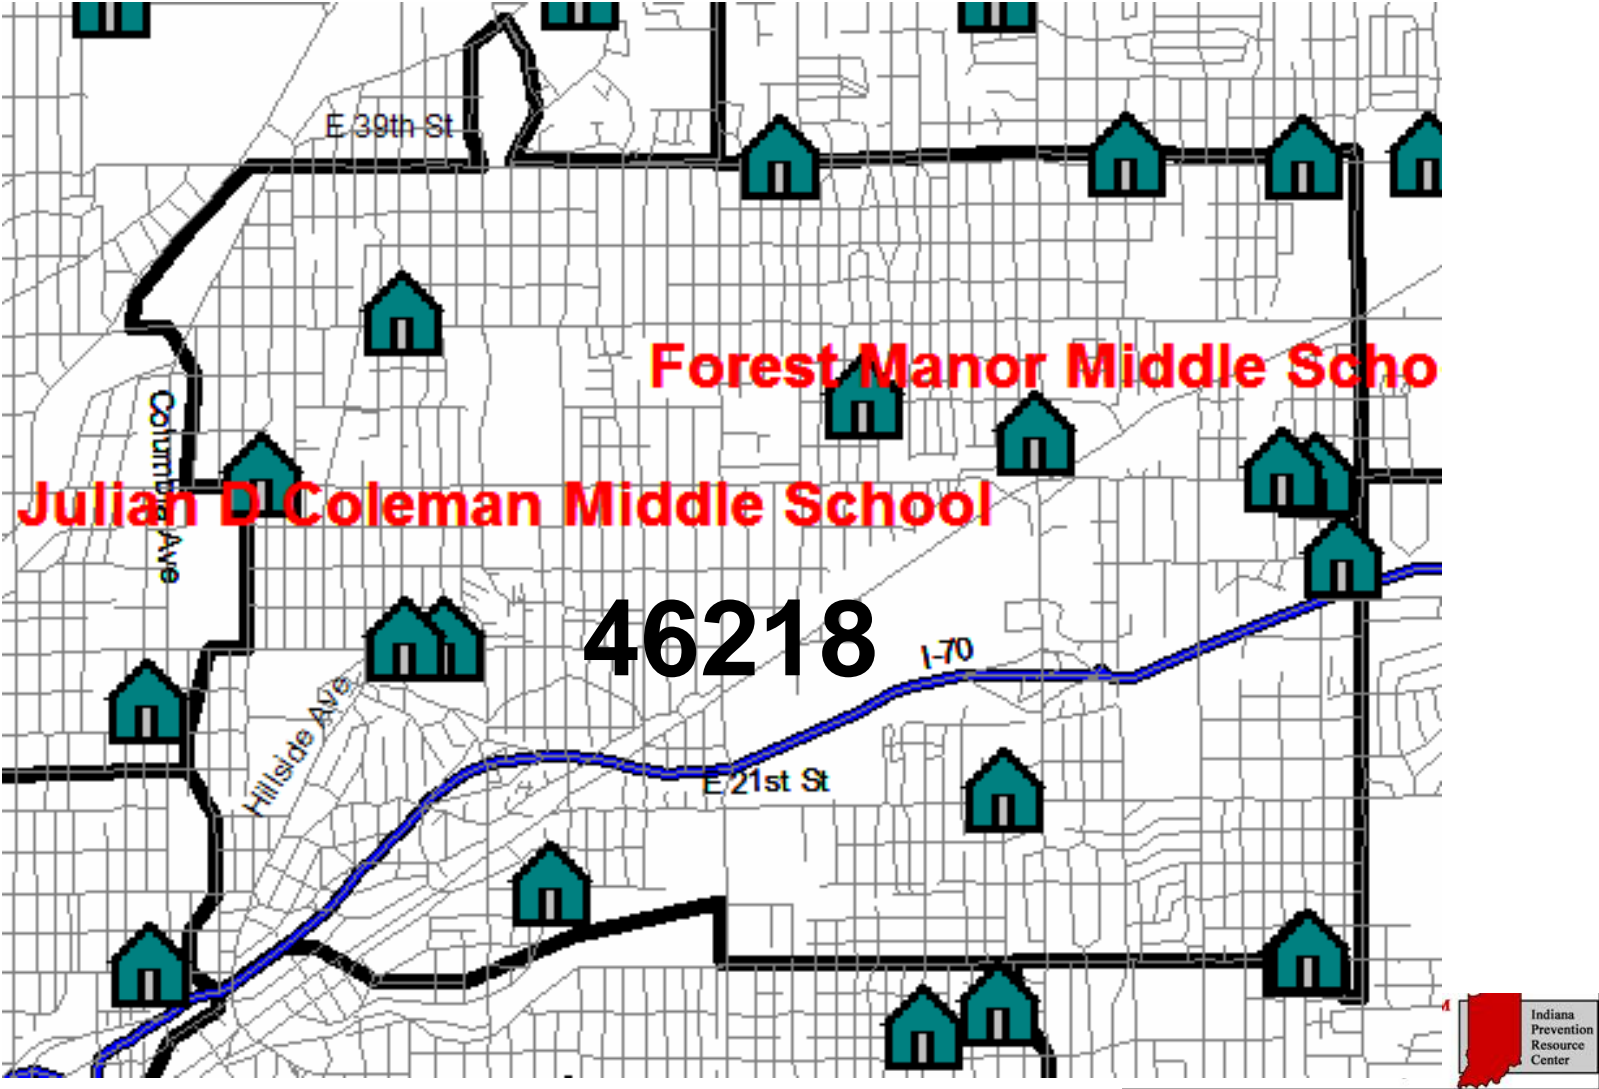 E 39th St
Forest Manor Middle Scho
Columbia Ave
Julian D Coleman Middle School
46218
I-70
Hillside Ave
E 21st St
Indiana
Prevention
Resource
Center